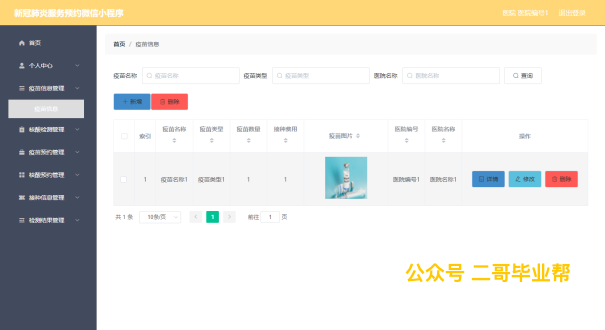 新冠肺炎服务预约微信小程序
医院 医院编号1 退出登录
首页
个人中心
疫苗信息管理
疫苗信息
核酸检测管理
疫苗预约管理
核酸预约管理
接种信息管理
检测结果管理
首页 / 疫苗信息
疫苗名称 疫苗名称 疫苗类型 疫苗类型 医院名称 医院名称 查询
+ 新增 删除
索引 疫苗名称 疫苗类型 疫苗数量 接种费用 疫苗图片 医院编号 医院名称 操作
1 疫苗名称1 疫苗类型1 1 1 医院编号1 医院名称1 详情 修改 删除
共 1 条 10条/页 < 1 > 前往 1 页
公众号 二哥毕业帮